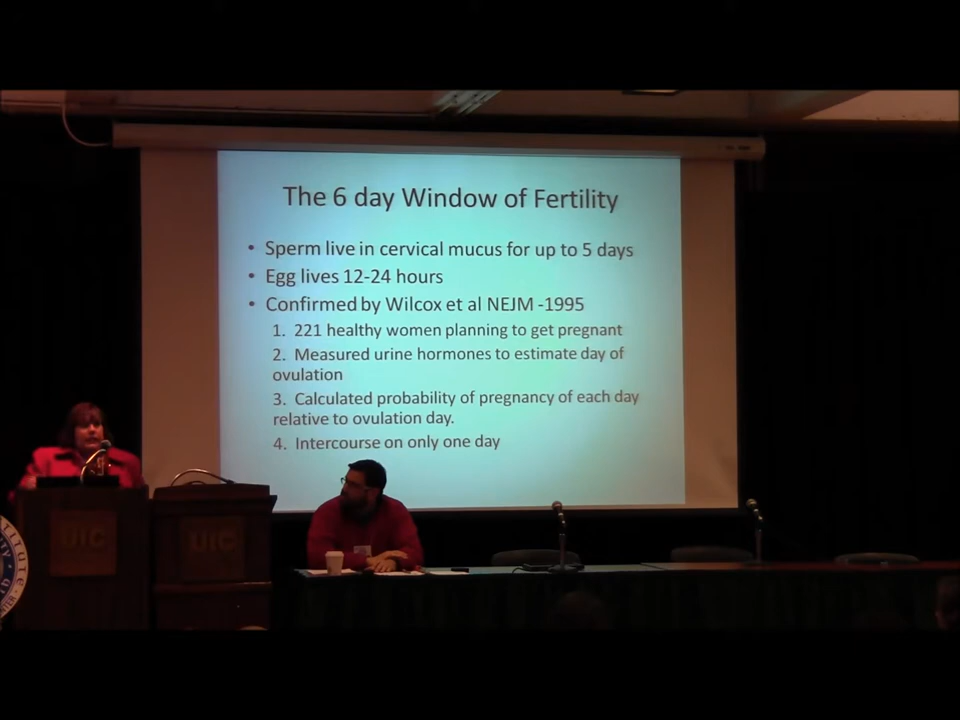 The 6 day Window of Fertility
• Sperm live in cervical mucus for up to 5 days
• Egg lives 12-24 hours
• Confirmed by Wilcox et al NEJM -1995
1. 221 healthy women planning to get pregnant
2. Measured urine hormones to estimate day of
ovulation
3. Calculated probability of pregnancy of each day
relative to ovulation day.
4. Intercourse on only one day
UIC
UIC